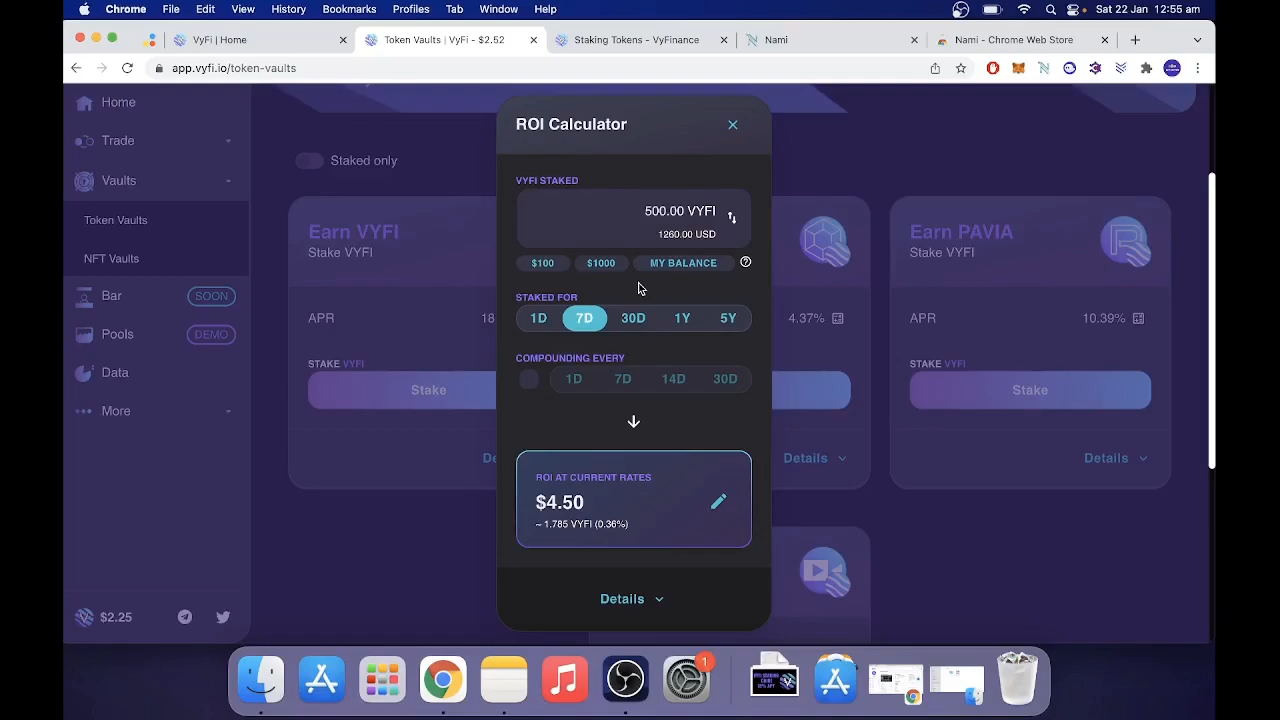 Chrome File Edit View History Bookmarks Profiles Tab Window Help Sat 22 Jan 12:55 am
VyFi | Home Token Vaults | VyFi - $2.52 Staking Tokens - VyFinance Nami Nami - Chrome Web Store
app.vyfi.io/token-vaults
Home
Trade
Vaults
Token Vaults
NFT Vaults
Bar SOON
Pools DEMO
Data
More
$2.25
Staked only
Earn VYFI
Stake VYFI
APR 18
STAKE VYFI
Stake
De
ROI Calculator
VYFI STAKED
500.00 VYFI
1260.00 USD
$100 $1000 MY BALANCE
STAKED FOR
1D 7D 30D 1Y 5Y
COMPOUNDING EVERY
1D 7D 14D 30D
ROI AT CURRENT RATES
$4.50
~ 1.785 VYFI (0.36%)
Details
4.37%
Details
Earn PAVIA
Stake VYFI
APR 10.39%
STAKE VYFI
Stake
Details
1